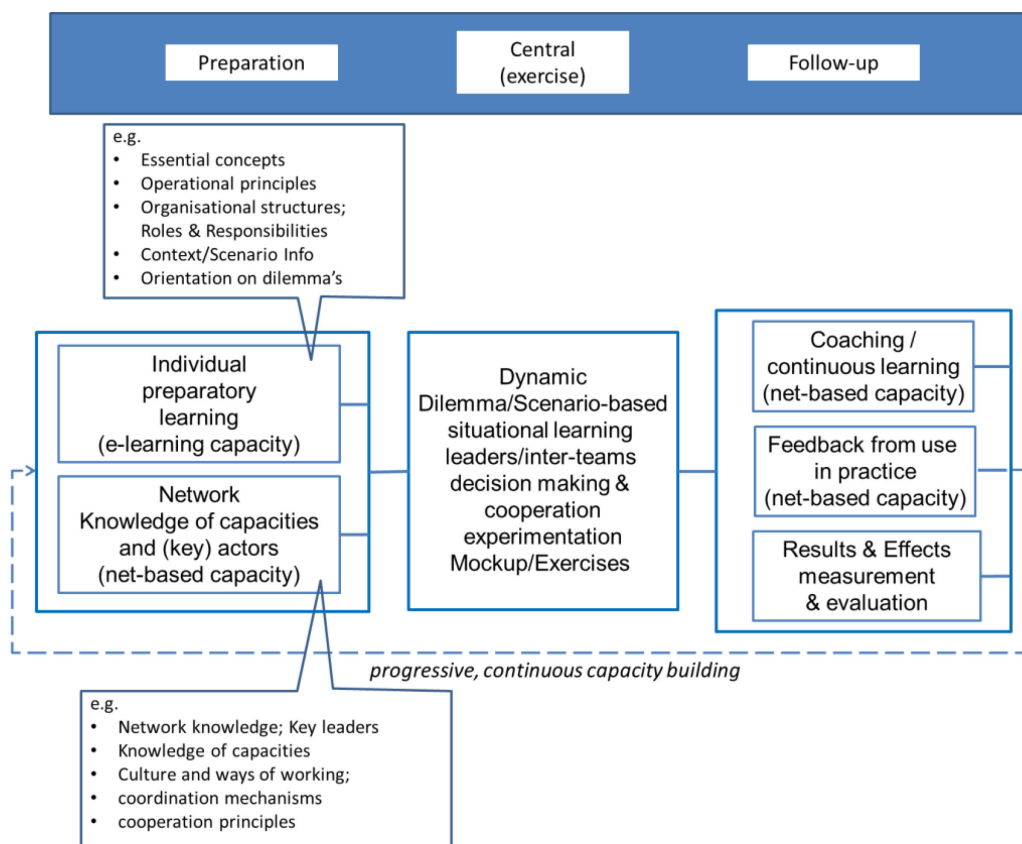 Preparation
Central
(exercise)
Follow-up
e.g.
• Essential concepts
• Operational principles
• Organisational structures;
Roles & Responsibilities
• Context/Scenario Info
• Orientation on dilemma's
Individual
preparatory
learning
(e-learning capacity)
Network
Knowledge of capacities
and (key) actors
(net-based capacity)
Dynamic
Dilemma/Scenario-based
situational learning
leaders/inter-teams
decision making &
cooperation
experimentation
Mockup/Exercises
Coaching /
continuous learning
(net-based capacity)
Feedback from use
in practice
(net-based capacity)
Results & Effects
measurement
& evaluation
progressive, continuous capacity building
e.g.
• Network knowledge; Key leaders
• Knowledge of capacities
• Culture and ways of working;
• coordination mechanisms
• cooperation principles